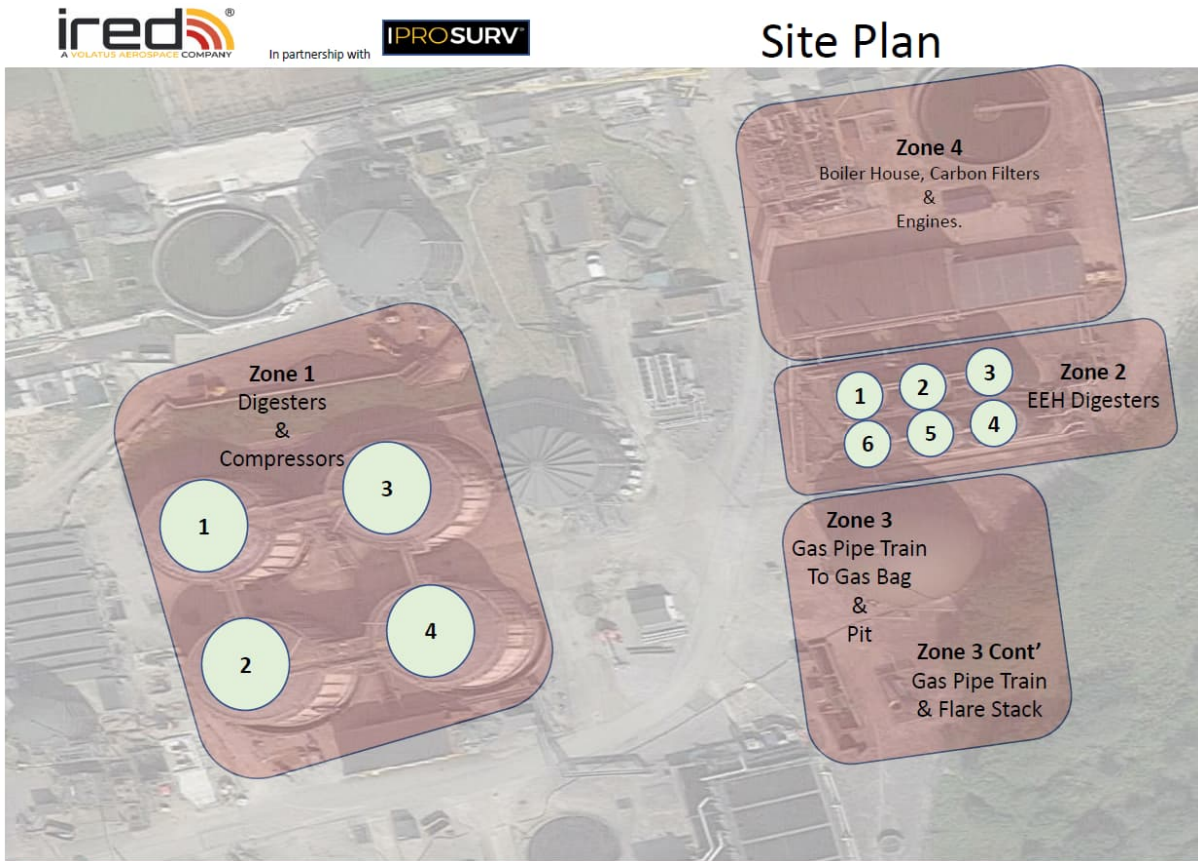 ired®
A VOLATUS AEROSPACE COMPANY
In partnership with
IPROSURV
Site Plan
Zone 4
Boiler House, Carbon Filters
&
Engines.
Zone 1
Digesters
&
Compressors
1
2
3
4
Zone 2
EEH Digesters
1
2
3
6
5
4
Zone 3
Gas Pipe Train
To Gas Bag
&
Pit
Zone 3 Cont'
Gas Pipe Train
& Flare Stack